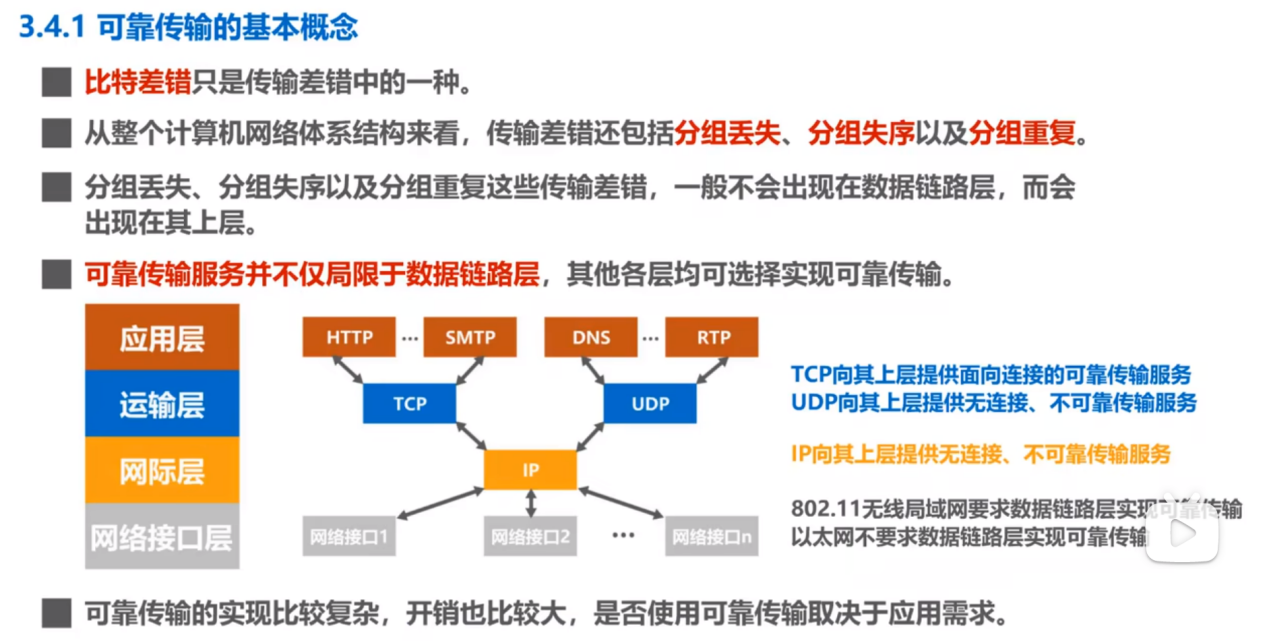 3.4.1 可靠传输的基本概念
比特差错只是传输差错中的一种。
从整个计算机网络体系结构来看，传输差错还包括分组丢失、分组失序以及分组重复。
分组丢失、分组失序以及分组重复这些传输差错，一般不会出现在数据链路层，而会
出现在其上层。
可靠传输服务并不仅局限于数据链路层，其他各层均可选择实现可靠传输。
应用层
运输层
网际层
网络接口层
HTTP ··· SMTP DNS ··· RTP
TCP UDP
IP
网络接口1 网络接口2 ··· 网络接口n
TCP向其上层提供面向连接的可靠传输服务
UDP向其上层提供无连接、不可靠传输服务
IP向其上层提供无连接、不可靠传输服务
802.11无线局域网要求数据链路层实现可靠传输
以太网不要求数据链路层实现可靠传输
可靠传输的实现比较复杂，开销也比较大，是否使用可靠传输取决于应用需求。